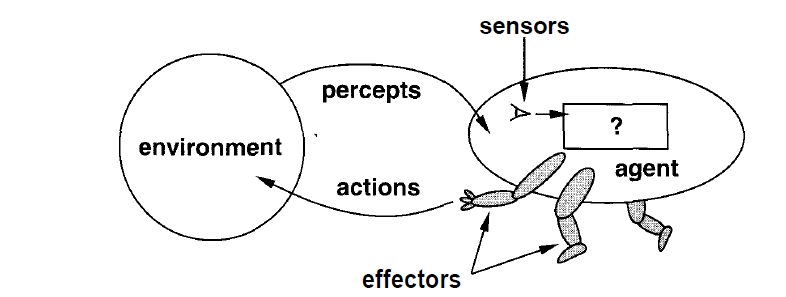 sensors
percepts
?
environment
agent
actions
effectors